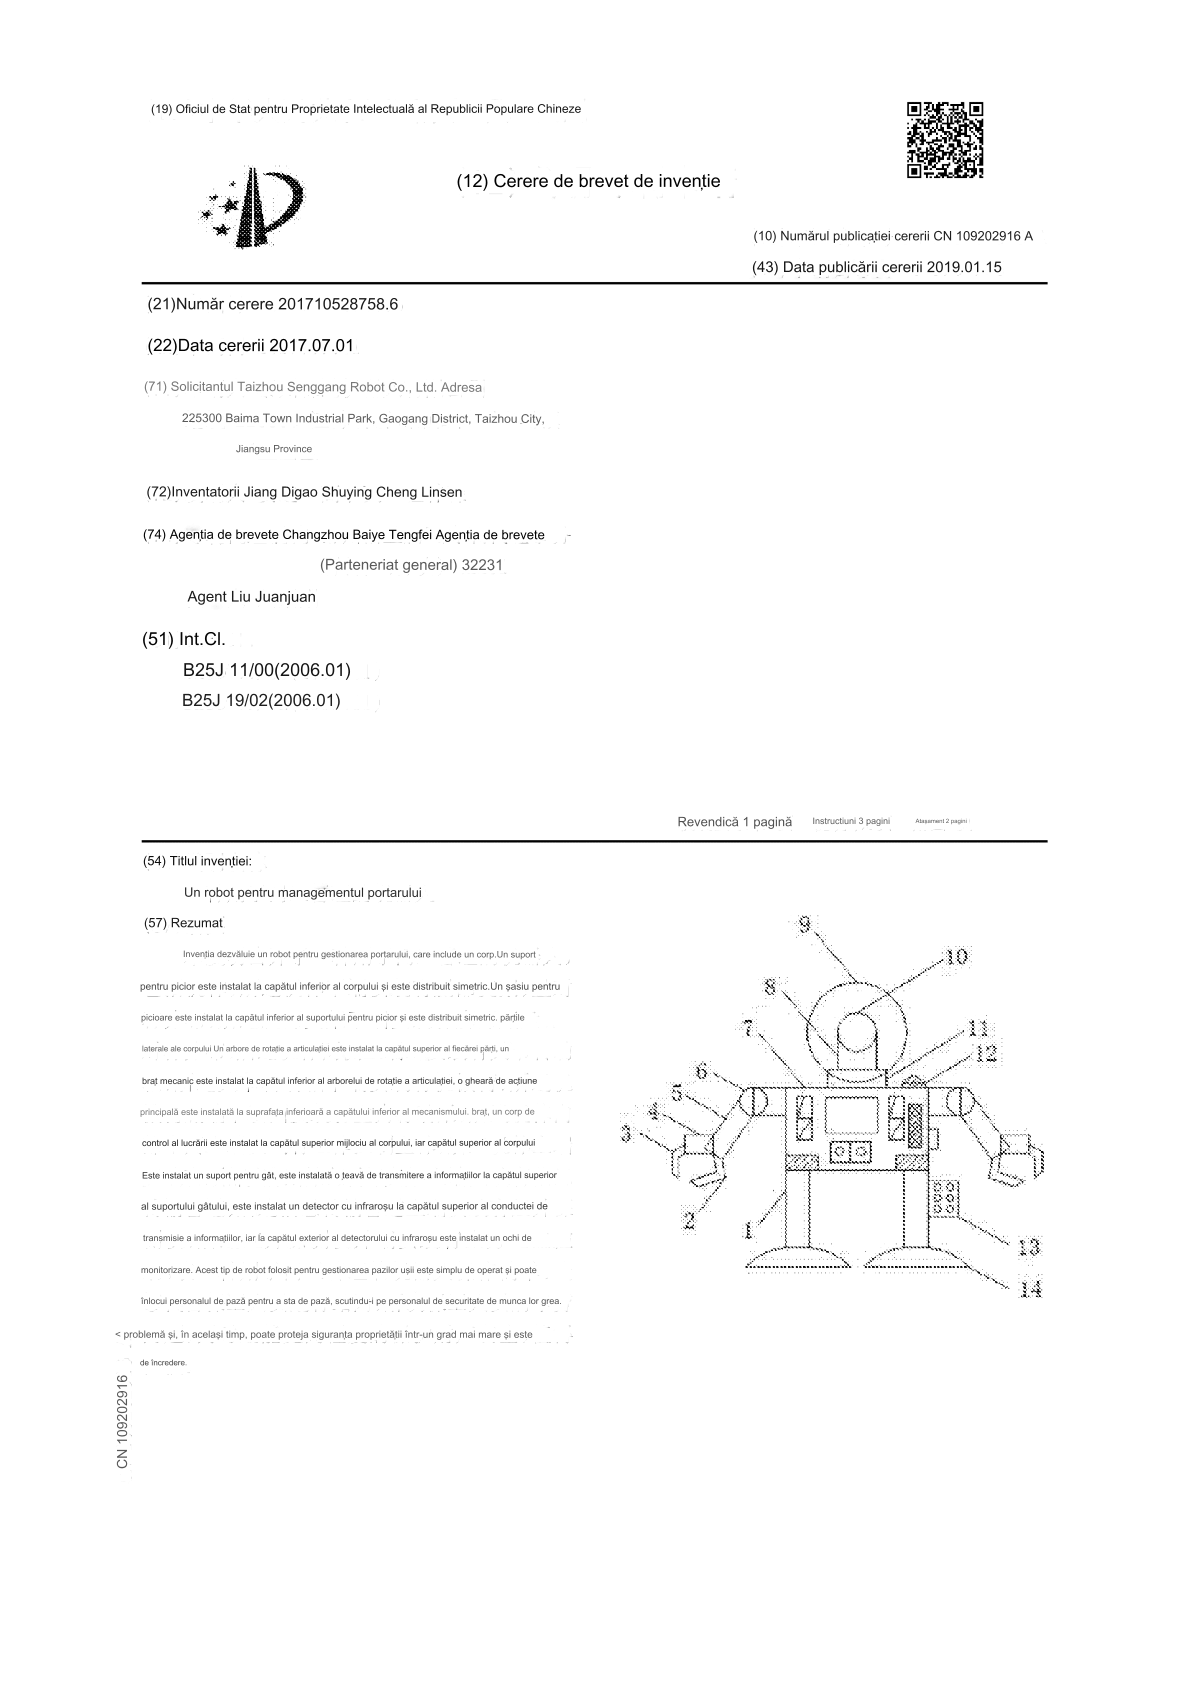 (19) Oficiul de Stat pentru Proprietate Intelectuală al Republicii Populare Chineze
(12) Cerere de brevet de invenție
(10) Numărul publicației cererii CN 109202916 A
(43) Data publicării cererii 2019.01.15
(21)Număr cerere 201710528758.6
(22)Data cererii 2017.07.01
(71) Solicitantul Taizhou Senggang Robot Co., Ltd. Adresa
225300 Baima Town Industrial Park, Gaogang District, Taizhou City,
Jiangsu Province
(72)Inventatorii Jiang Digao Shuying Cheng Linsen
(74) Agenția de brevete Changzhou Baiye Tengfei Agenția de brevete
(Parteneriat general) 32231
Agent Liu Juanjuan
(51) Int.Cl.
B25J 11/00(2006.01)
B25J 19/02(2006.01)
Revendică 1 pagină Instrucțiuni 3 pagini Atașament 2 pagini
(54) Titlul invenției:
Un robot pentru managementul portarului
(57) Rezumat
Invenția dezvăluie un robot pentru gestionarea portarului, care include un corp.Un suport
pentru picior este instalat la capătul inferior al corpului și este distribuit simetric.Un șasiu pentru
picioare este instalat la capătul inferior al suportului pentru picior și este distribuit simetric. părțile
laterale ale corpului Un arbore de rotație a articulației este instalat la capătul superior al fiecărei părți, un
braț mecanic este instalat la capătul inferior al arborelui de rotație a articulației, o gheară de acțiune
principală este instalată la suprafața inferioară a capătului inferior al mecanismului. braț, un corp de
control al lucrării este instalat la capătul superior mijlociu al corpului, iar capătul superior al corpului
Este instalat un suport pentru gât, este instalată o țeavă de transmitere a informațiilor la capătul superior
al suportului gâtului, este instalat un detector cu infraroșu la capătul superior al conductei de
transmisie a informațiilor, iar la capătul exterior al detectorului cu infraroșu este instalat un ochi de
monitorizare. Acest tip de robot folosit pentru gestionarea pazilor ușii este simplu de operat și poate
înlocui personalul de pază pentru a sta de pază, scutindu-i pe personalul de securitate de munca lor grea.
< problemă și, în același timp, poate proteja siguranța proprietății într-un grad mai mare și este
de încredere.
CN 109202916
9
10
8
7
11
12
6
5
4
3
2
1
13
14